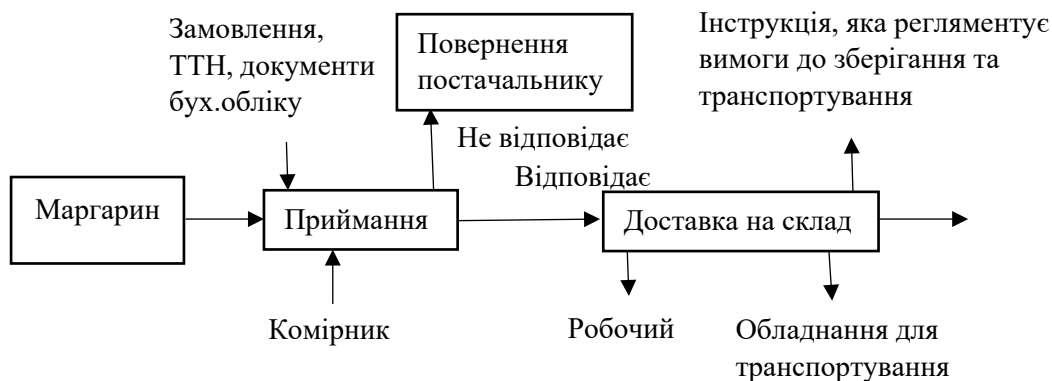 Замовлення,
ТТН, документи
бух.обліку
Повернення
постачальнику
Інструкція, яка регляментує
вимоги до зберігання та
транспортування
Не відповідає
Відповідає
Маргарин
Приймання
Доставка на склад
Комірник
Робочий
Обладнання для
транспортування